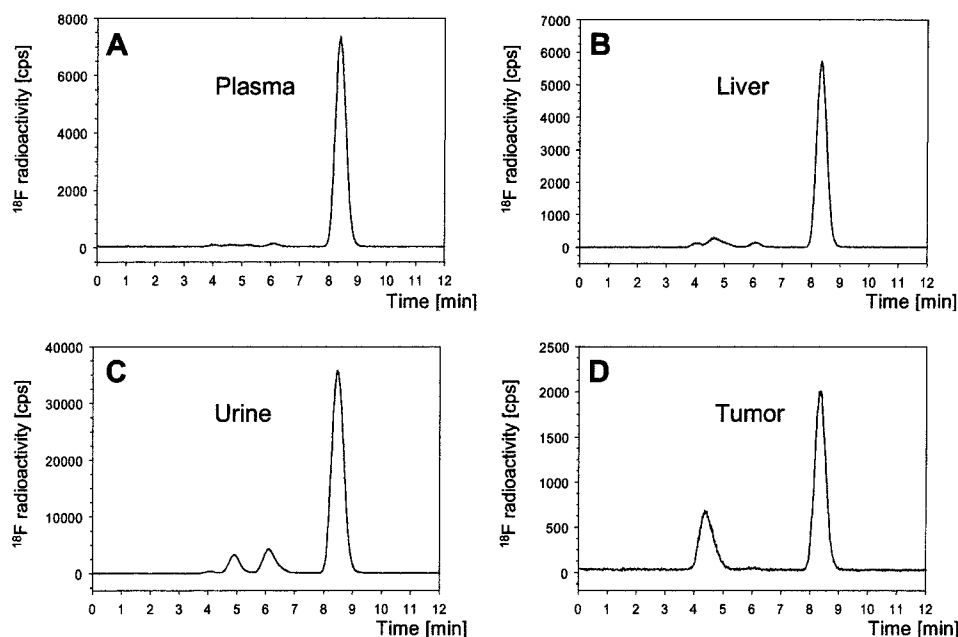 A
Plasma
¹⁸F radioactivity [cps]
8000
6000
4000
2000
0
0 1 2 3 4 5 6 7 8 9 10 11 12
Time [min]
B
Liver
¹⁸F radioactivity [cps]
7000
6000
5000
4000
3000
2000
1000
0
0 1 2 3 4 5 6 7 8 9 10 11 12
Time [min]
C
Urine
¹⁸F radioactivity [cps]
40000
30000
20000
10000
0
0 1 2 3 4 5 6 7 8 9 10 11 12
Time [min]
D
Tumor
¹⁸F radioactivity [cps]
2500
2000
1500
1000
500
0
0 1 2 3 4 5 6 7 8 9 10 11 12
Time [min]